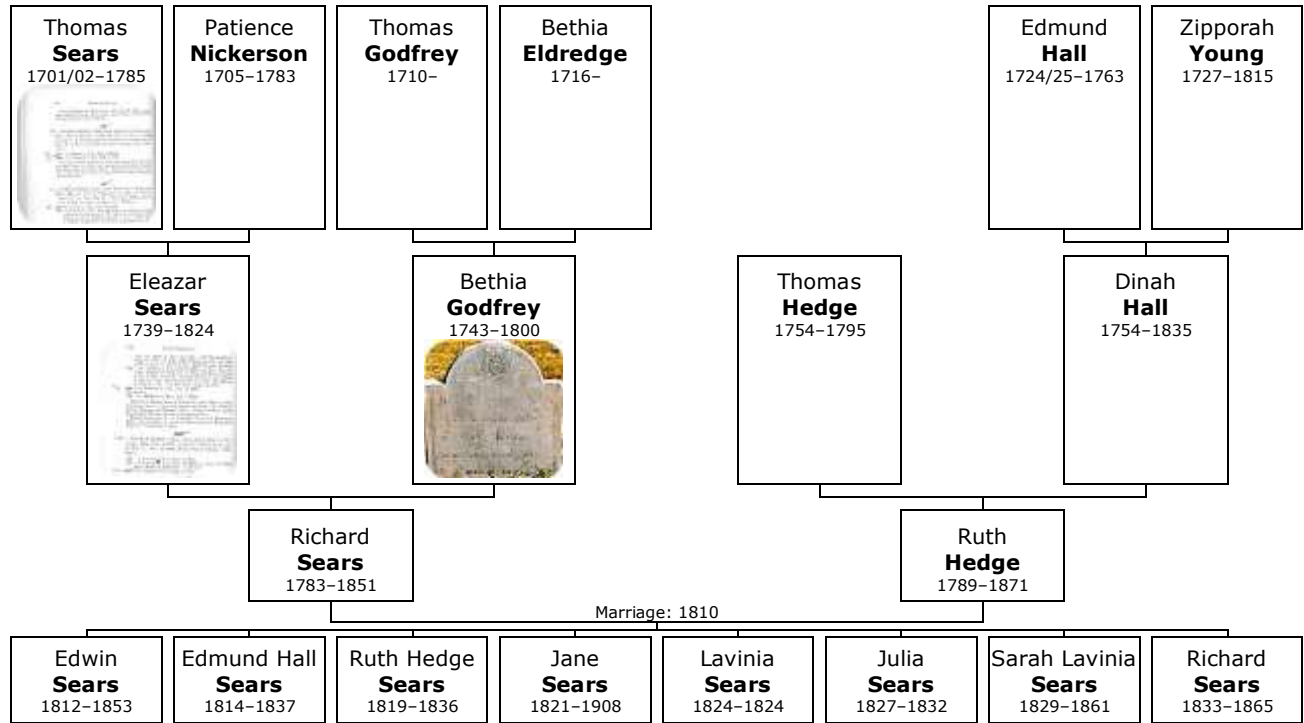 Thomas
Sears
1701/02–1785
Patience
Nickerson
1705–1783
Thomas
Godfrey
1710–
Bethia
Eldredge
1716–
Edmund
Hall
1724/25–1763
Zipporah
Young
1727–1815
Eleazar
Sears
1739–1824
Bethia
Godfrey
1743–1800
Thomas
Hedge
1754–1795
Dinah
Hall
1754–1835
Richard
Sears
1783–1851
Ruth
Hedge
1789–1871
Marriage: 1810
Edwin
Sears
1812–1853
Edmund Hall
Sears
1814–1837
Ruth Hedge
Sears
1819–1836
Jane
Sears
1821–1908
Lavinia
Sears
1824–1824
Julia
Sears
1827–1832
Sarah Lavinia
Sears
1829–1861
Richard
Sears
1833–1865